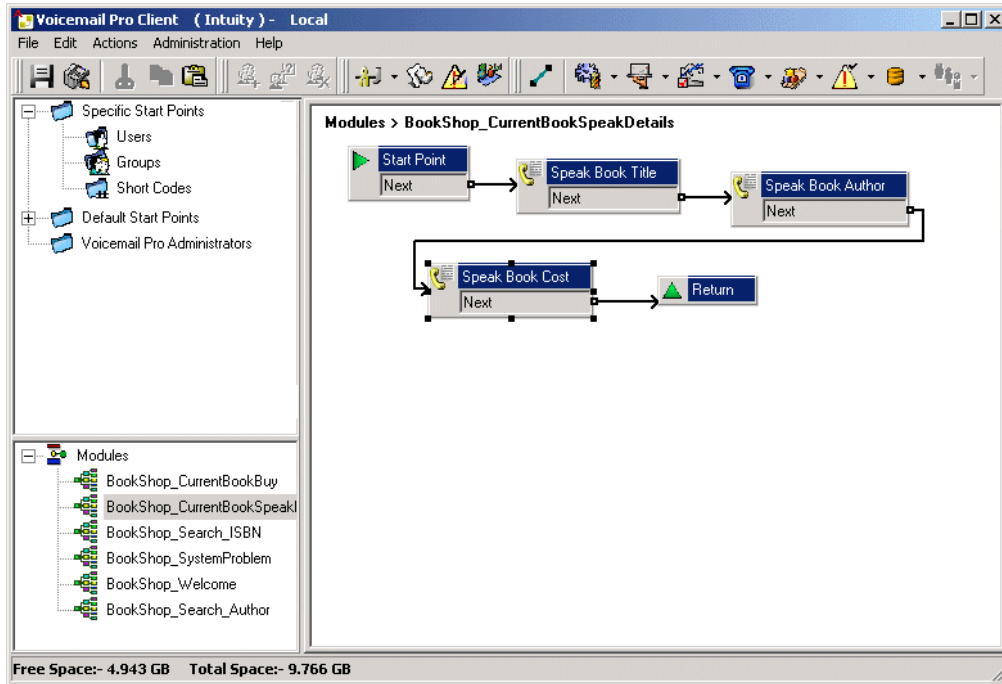 Voicemail Pro Client   ( Intuity ) -   Local
File Edit Actions Administration Help
Specific Start Points
Users
Groups
Short Codes
Default Start Points
Voicemail Pro Administrators
Modules > BookShop_CurrentBookSpeakDetails
Start Point
Next
Speak Book Title
Next
Speak Book Author
Next
Speak Book Cost
Next
Return
Modules
BookShop_CurrentBookBuy
BookShop_CurrentBookSpeakl
BookShop_Search_ISBN
BookShop_SystemProblem
BookShop_Welcome
BookShop_Search_Author
Free Space:- 4.943 GB   Total Space:- 9.766 GB